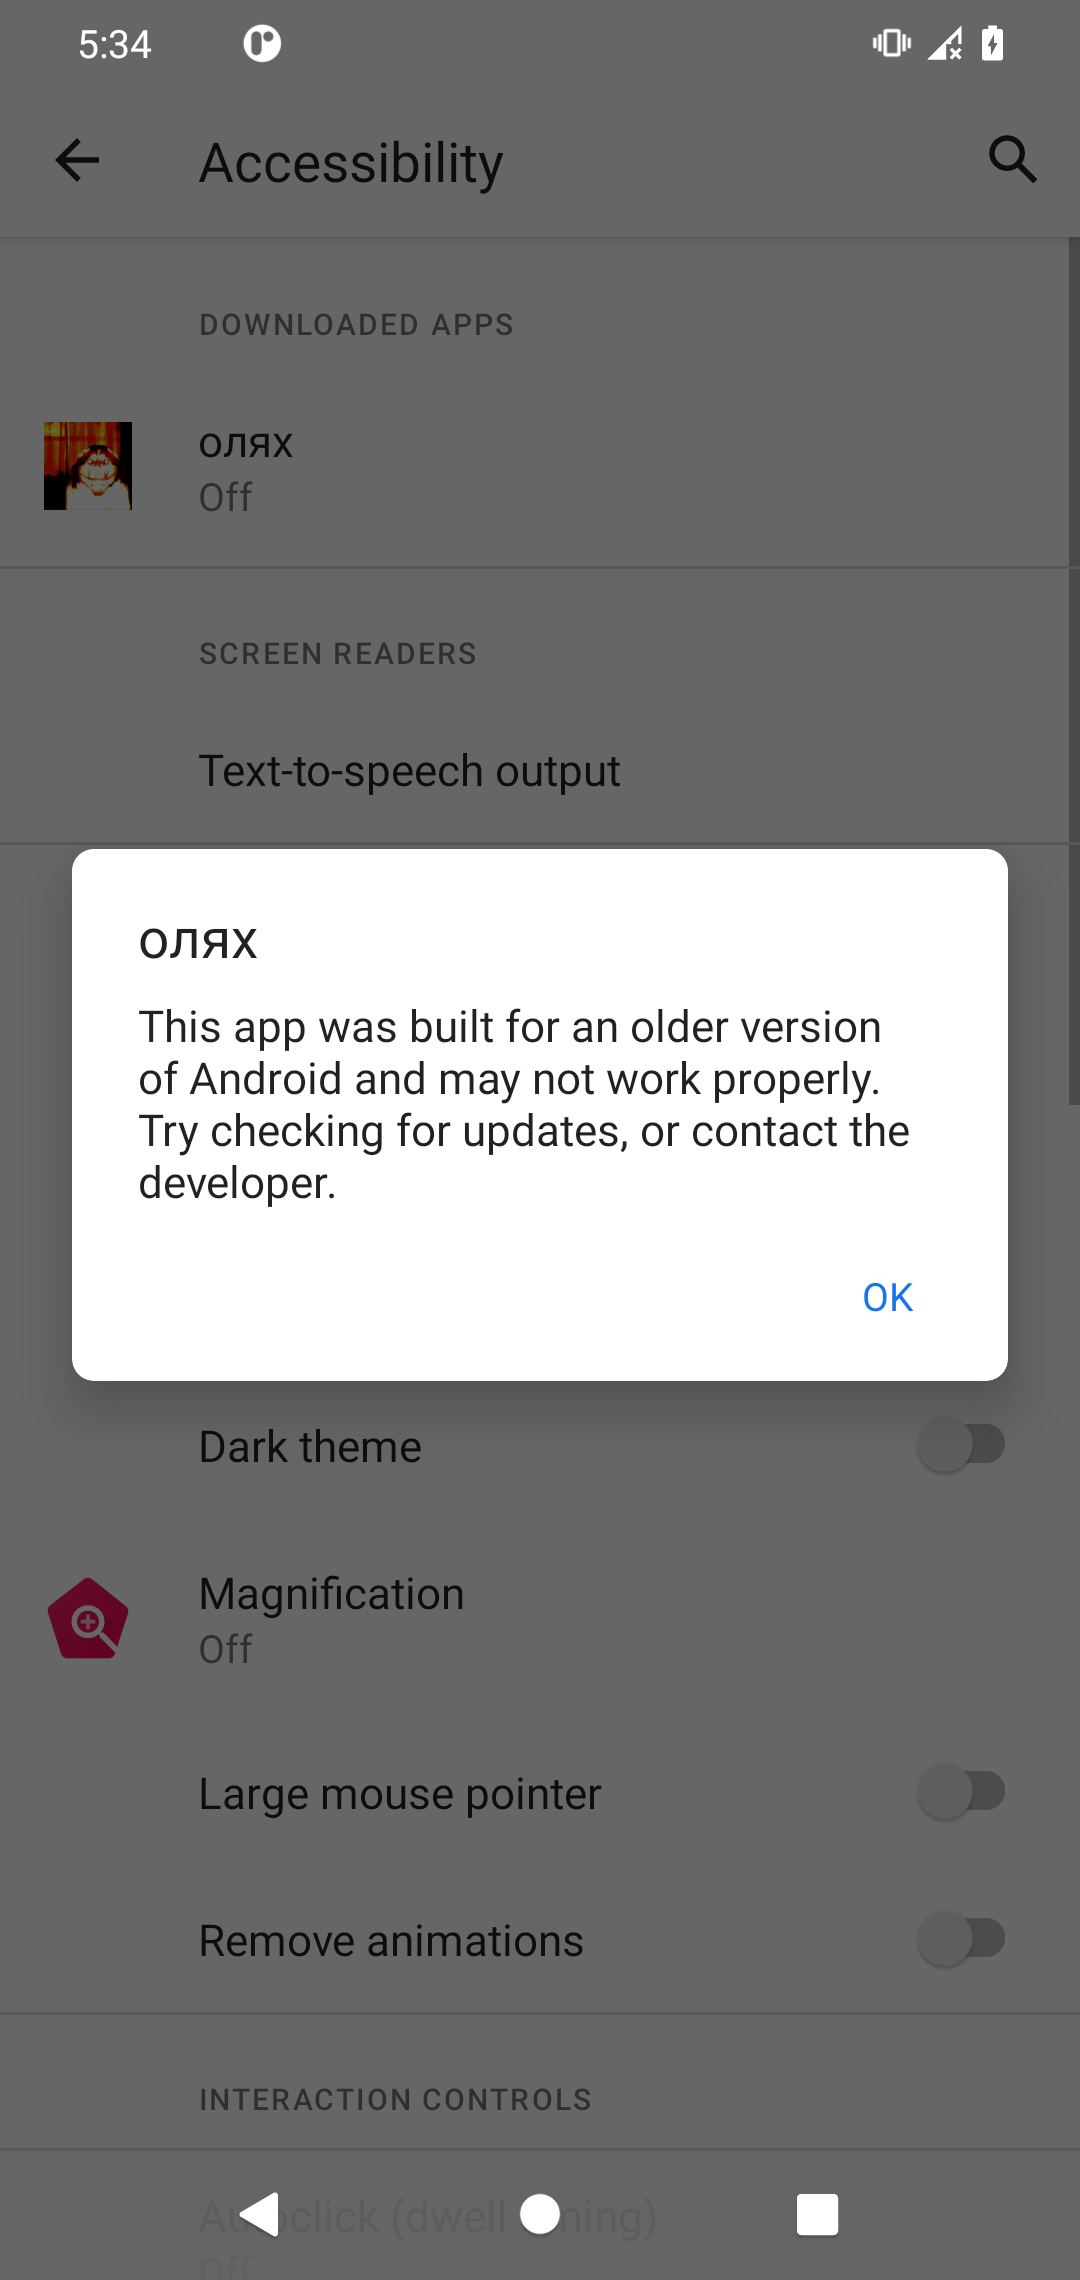 5:34
Accessibility
DOWNLOADED APPS
олях
Off
SCREEN READERS
Text-to-speech output
олях
This app was built for an older version
of Android and may not work properly.
Try checking for updates, or contact the
developer.
OK
Dark theme
Magnification
Off
Large mouse pointer
Remove animations
INTERACTION CONTROLS
(dwell
Off